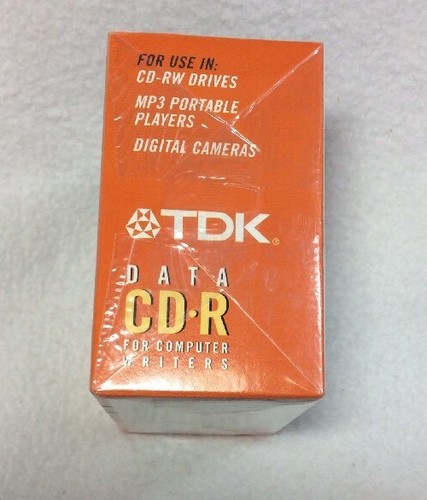 FOR USE IN:
CD-RW DRIVES
MP3 PORTABLE
PLAYERS
DIGITAL CAMERAS
TDK®
DATA
CD·R
FOR COMPUTER
WRITERS